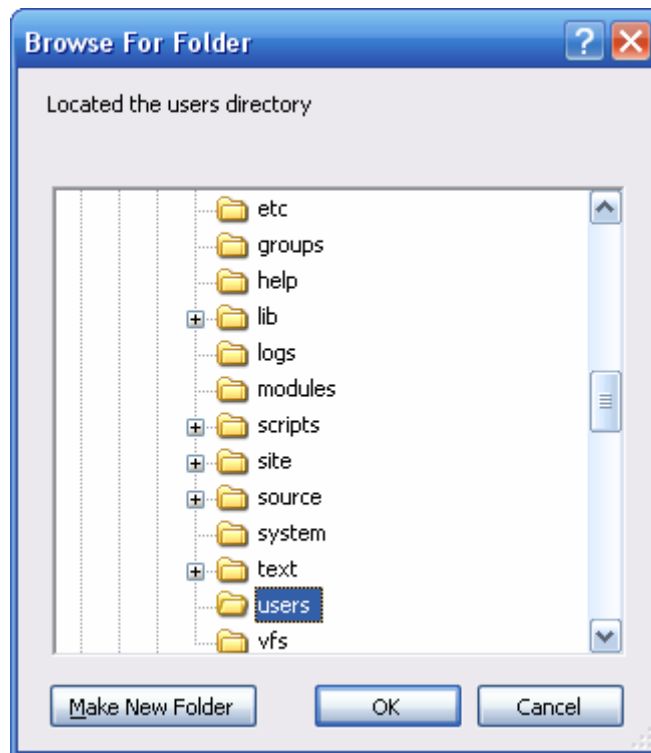 Browse For Folder
Located the users directory
etc
groups
help
lib
logs
modules
scripts
site
source
system
text
users
vfs
Make New Folder
OK
Cancel